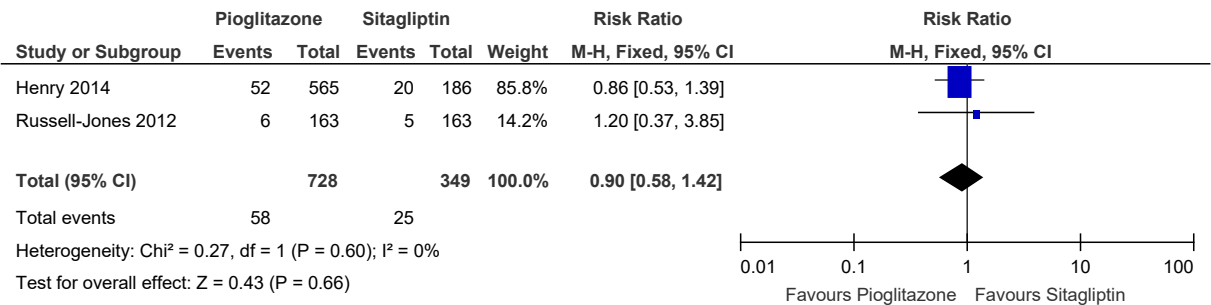 Pioglitazone Sitagliptin Risk Ratio Risk Ratio
Study or Subgroup Events Total Events Total Weight M-H, Fixed, 95% CI M-H, Fixed, 95% CI
Henry 2014 52 565 20 186 85.8% 0.86 [0.53, 1.39]
Russell-Jones 2012 6 163 5 163 14.2% 1.20 [0.37, 3.85]
Total (95% CI) 728 349 100.0% 0.90 [0.58, 1.42]
Total events 58 25
Heterogeneity: Chi² = 0.27, df = 1 (P = 0.60); I² = 0%
Test for overall effect: Z = 0.43 (P = 0.66)
0.01 0.1 1 10 100
Favours Pioglitazone Favours Sitagliptin